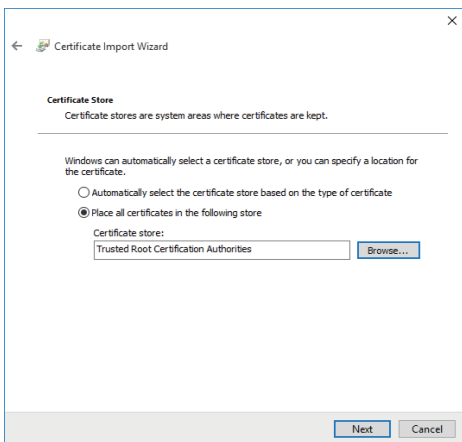 Certificate Import Wizard
Certificate Store
Certificate stores are system areas where certificates are kept.
Windows can automatically select a certificate store, or you can specify a location for
the certificate.
Automatically select the certificate store based on the type of certificate
Place all certificates in the following store
Certificate store:
Trusted Root Certification Authorities
Browse...
Next
Cancel